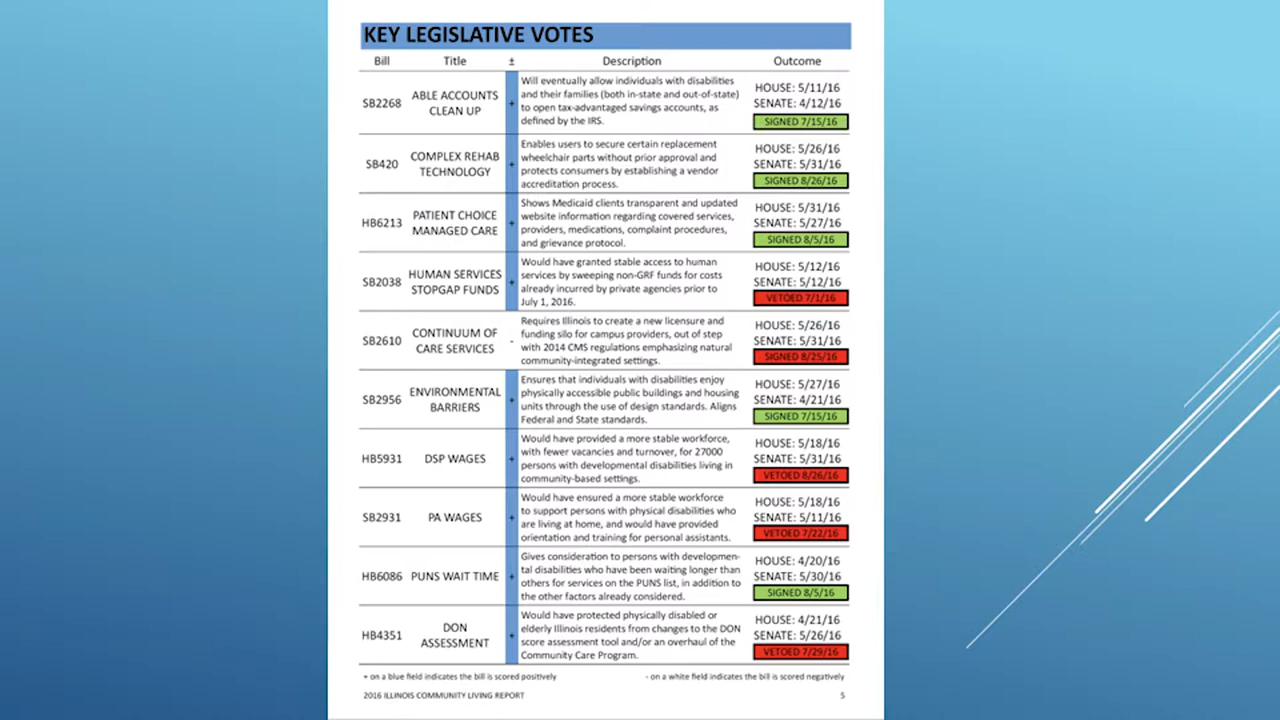 KEY LEGISLATIVE VOTES
Bill Title ± Description Outcome
SB2268
ABLE ACCOUNTS
CLEAN UP
+
Will eventually allow individuals with disabilities
and their families (both in-state and out-of-state)
to open tax-advantaged savings accounts, as
defined by the IRS.
HOUSE: 5/11/16
SENATE: 4/12/16
SIGNED 7/15/16
SB420
COMPLEX REHAB
TECHNOLOGY
+
Enables users to secure certain replacement
wheelchair parts without prior approval and
protects consumers by establishing a vendor
accreditation process.
HOUSE: 5/26/16
SENATE: 5/31/16
SIGNED 8/26/16
HB6213
PATIENT CHOICE
MANAGED CARE
+
Shows Medicaid clients transparent and updated
website information regarding covered services,
providers, medications, complaint procedures,
and grievance protocol.
HOUSE: 5/31/16
SENATE: 5/27/16
SIGNED 8/5/16
SB2038
HUMAN SERVICES
STOPGAP FUNDS
+
Would have granted stable access to human
services by sweeping non-GRF funds for costs
already incurred by private agencies prior to
July 1, 2016.
HOUSE: 5/12/16
SENATE: 5/12/16
VETOED 7/1/16
SB2610
CONTINUUM OF
CARE SERVICES
-
Requires Illinois to create a new licensure and
funding silo for campus providers, out of step
with 2014 CMS regulations emphasizing natural
community-integrated settings.
HOUSE: 5/26/16
SENATE: 5/31/16
SIGNED 8/25/16
SB2956
ENVIRONMENTAL
BARRIERS
+
Ensures that individuals with disabilities enjoy
physically accessible public buildings and housing
units through the use of design standards. Aligns
Federal and State standards.
HOUSE: 5/27/16
SENATE: 4/21/16
SIGNED 7/15/16
HB5931
DSP WAGES
+
Would have provided a more stable workforce,
with fewer vacancies and turnover, for 27000
persons with developmental disabilities living in
community-based settings.
HOUSE: 5/18/16
SENATE: 5/31/16
VETOED 8/26/16
SB2931
PA WAGES
+
Would have ensured a more stable workforce
to support persons with physical disabilities who
are living at home, and would have provided
orientation and training for personal assistants.
HOUSE: 5/18/16
SENATE: 5/11/16
VETOED 7/22/16
HB6086
PUNS WAIT TIME
+
Gives consideration to persons with developmen-
tal disabilities who have been waiting longer than
others for services on the PUNS list, in addition to
the other factors already considered.
HOUSE: 4/20/16
SENATE: 5/30/16
SIGNED 8/5/16
HB4351
DON
ASSESSMENT
+
Would have protected physically disabled or
elderly Illinois residents from changes to the DON
score assessment tool and/or an overhaul of the
Community Care Program.
HOUSE: 4/21/16
SENATE: 5/26/16
VETOED 7/29/16
+ on a blue field indicates the bill is scored positively
- on a white field indicates the bill is scored negatively
2016 ILLINOIS COMMUNITY LIVING REPORT
5